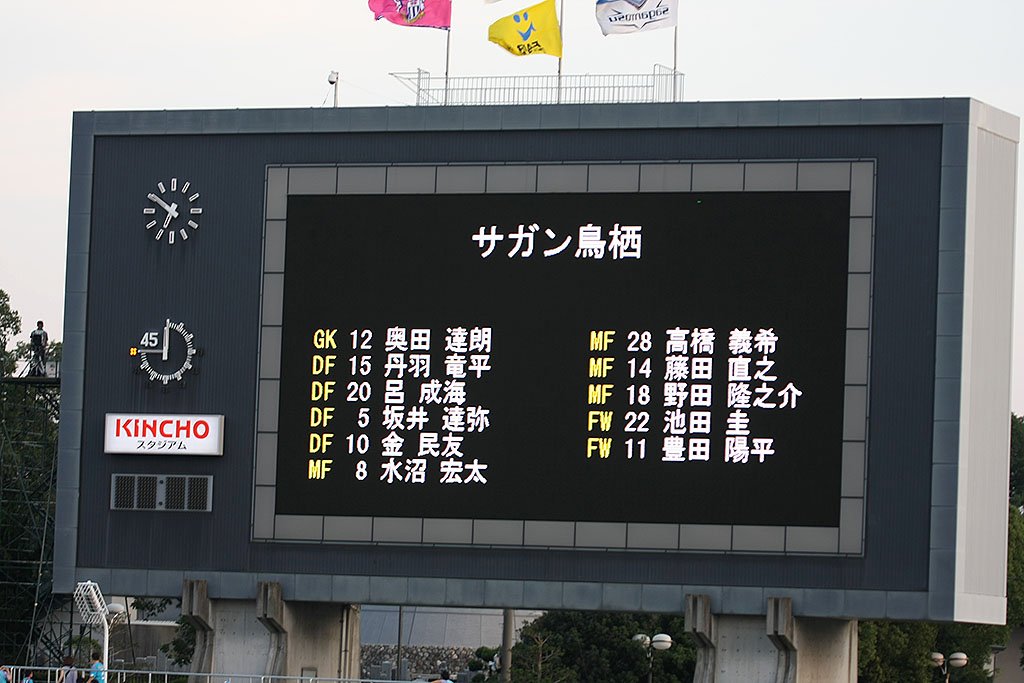 sagantosu
サガン鳥栖
GK 12 奥田 達朗
DF 15 丹羽 竜平
DF 20 呂 成海
DF 5 坂井 達弥
DF 10 金 民友
MF 8 水沼 宏太
MF 28 高橋 義希
MF 14 藤田 直之
MF 18 野田 隆之介
FW 22 池田 圭
FW 11 豊田 陽平
45
KINCHO
スタジアム